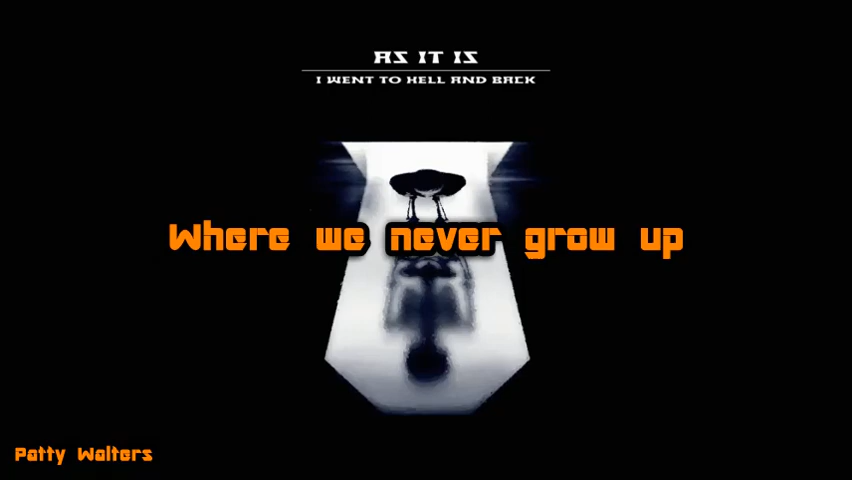 AS IT IS
I WENT TO HELL AND BACK
Where we never grow up
Patty Walters